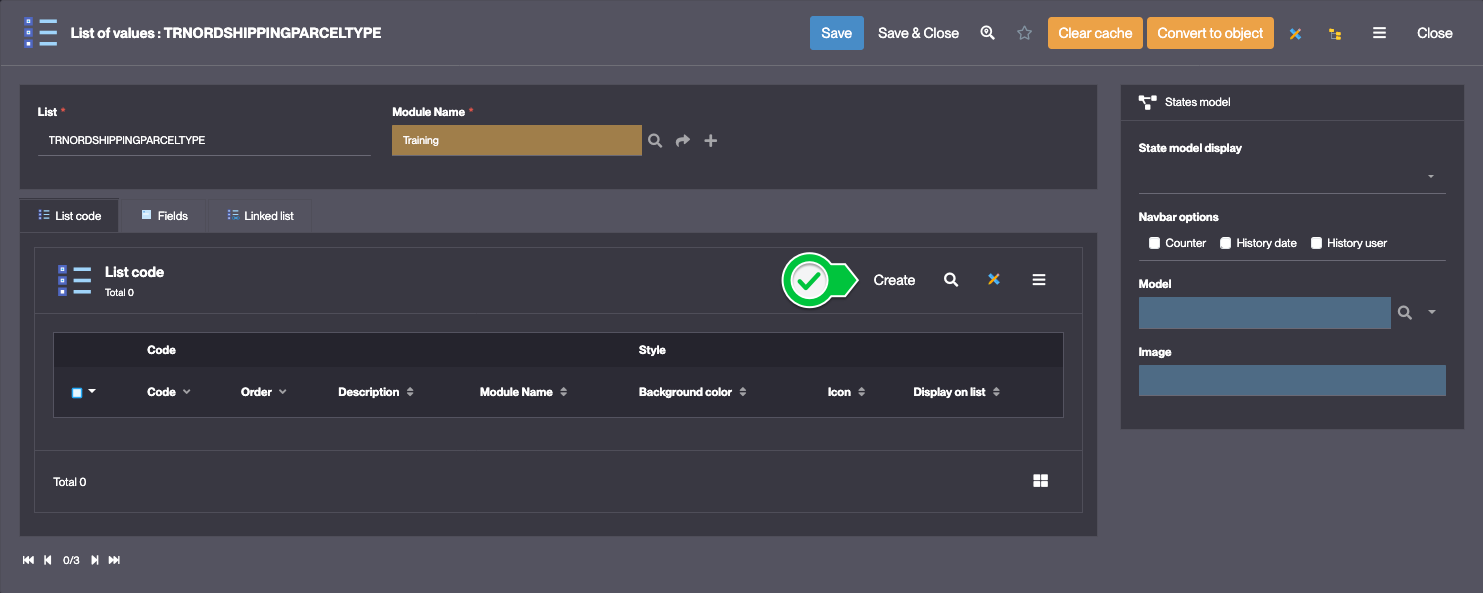 List of values : TRNORDSHIPPINGPARCELTYPE
Save Save & Close Clear cache Convert to object Close
List * Module Name *
TRNORDSHIPPINGPARCELTYPE Training
List code Fields Linked list
List code
Total 0
Create
Code Style
Code Order Description Module Name Background color Icon Display on list
Total 0
0/3
States model
State model display
Navbar options
Counter History date History user
Model
Image